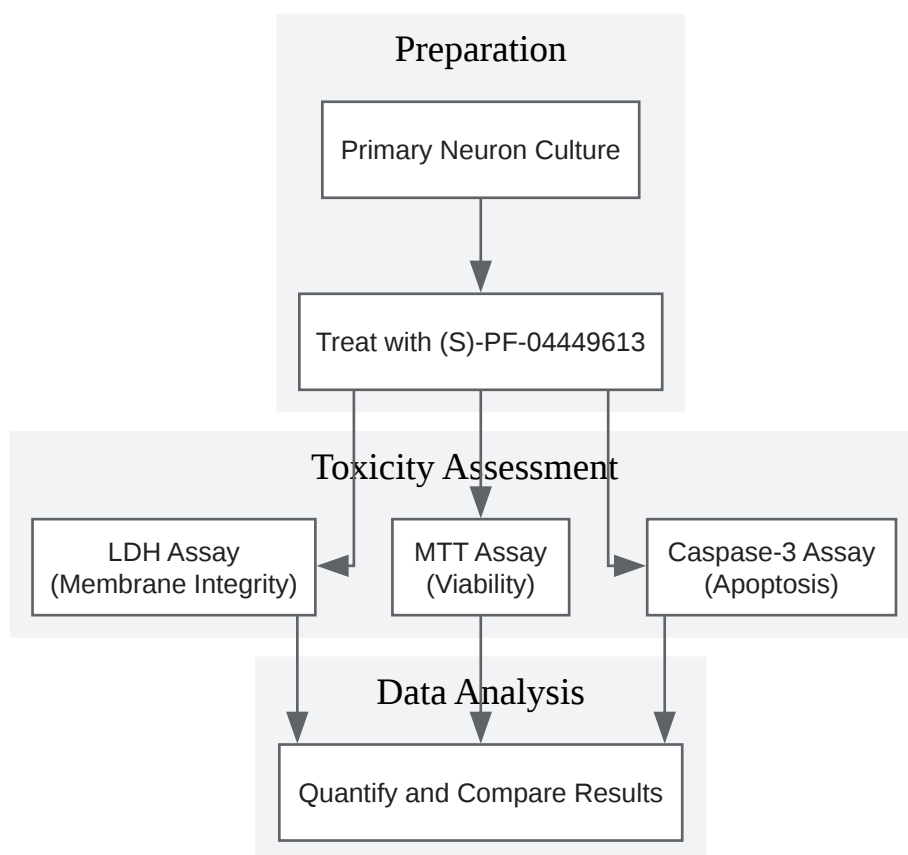 Preparation
Primary Neuron Culture
Treat with (S)-PF-04449613
Toxicity Assessment
LDH Assay
(Membrane Integrity)
MTT Assay
(Viability)
Caspase-3 Assay
(Apoptosis)
Data Analysis
Quantify and Compare Results